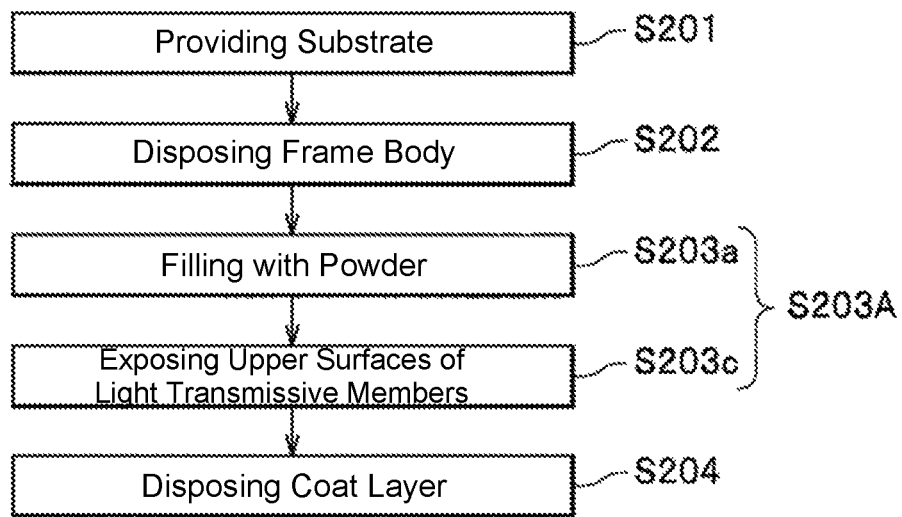 Providing Substrate
S201
Disposing Frame Body
S202
Filling with Powder
S203a
S203A
Exposing Upper Surfaces of
Light Transmissive Members
S203c
Disposing Coat Layer
S204